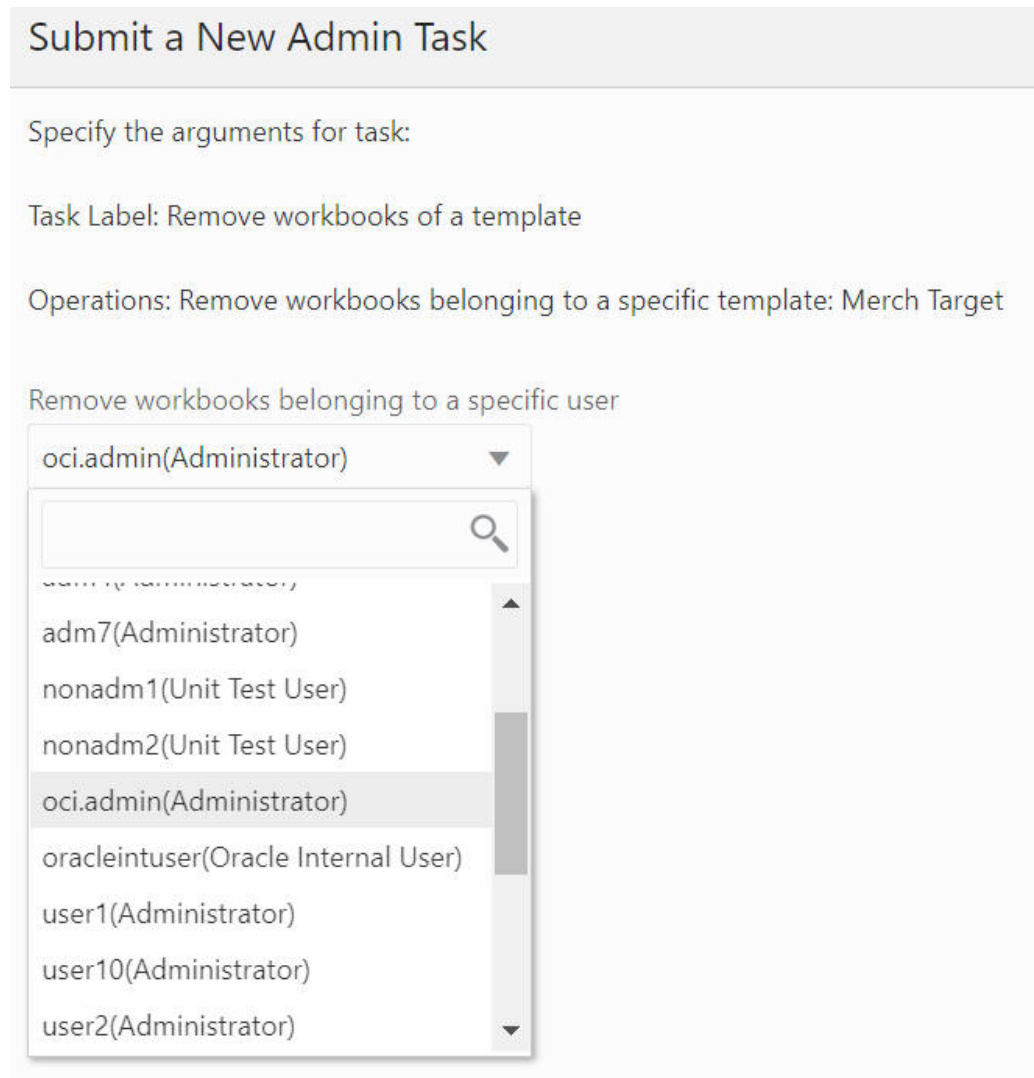 Submit a New Admin Task
Specify the arguments for task:
Task Label: Remove workbooks of a template
Operations: Remove workbooks belonging to a specific template: Merch Target
Remove workbooks belonging to a specific user
oci.admin(Administrator)
adm7(Administrator)
nonadm1(Unit Test User)
nonadm2(Unit Test User)
oci.admin(Administrator)
oracleintuser(Oracle Internal User)
user1(Administrator)
user10(Administrator)
user2(Administrator)